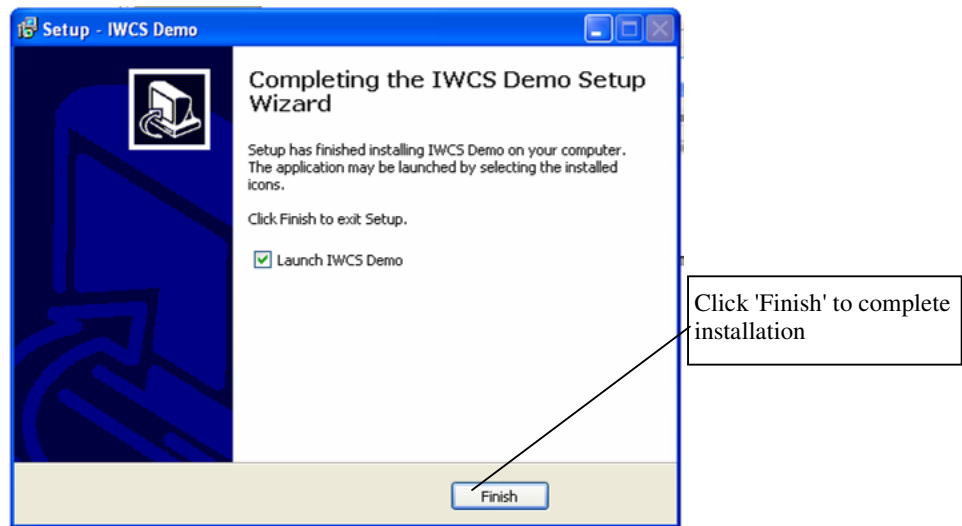 Setup - IWCS Demo
Completing the IWCS Demo Setup
Wizard
Setup has finished installing IWCS Demo on your computer.
The application may be launched by selecting the installed
icons.
Click Finish to exit Setup.
Launch IWCS Demo
Click 'Finish' to complete
installation
Finish